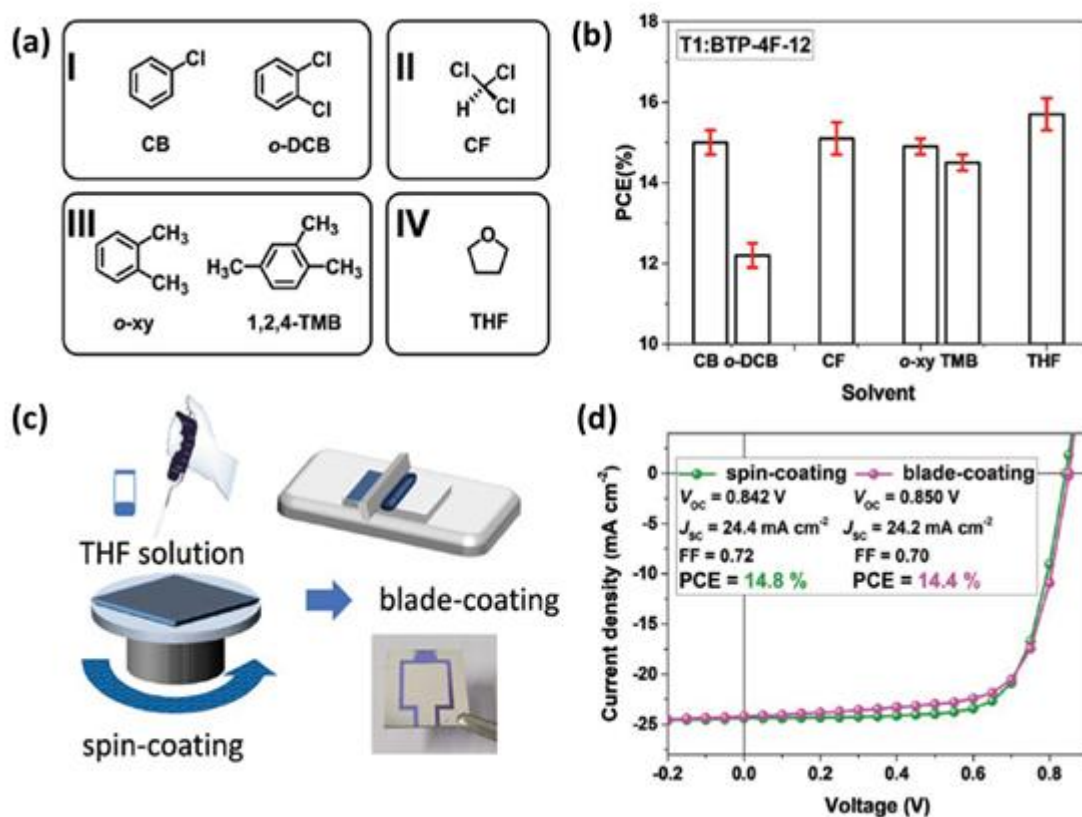 (a)
I
Cl
CB
Cl
Cl
o-DCB
II
Cl
Cl
H
Cl
CF
III
CH₃
CH₃
o-xy
CH₃
H₃C
CH₃
1,2,4-TMB
IV
O
THF
(b)
T1:BTP-4F-12
PCE(%)
18
16
14
12
10
CB o-DCB CF o-xy TMB THF
Solvent
(c)
THF solution
spin-coating
blade-coating
(d)
spin-coating blade-coating
V_OC = 0.842 V V_OC = 0.850 V
J_SC = 24.4 mA cm⁻² J_SC = 24.2 mA cm⁻²
FF = 0.72 FF = 0.70
PCE = 14.8 % PCE = 14.4 %
Current density (mA cm⁻²)
0
-5
-10
-15
-20
-25
-0.2 0.0 0.2 0.4 0.6 0.8
Voltage (V)